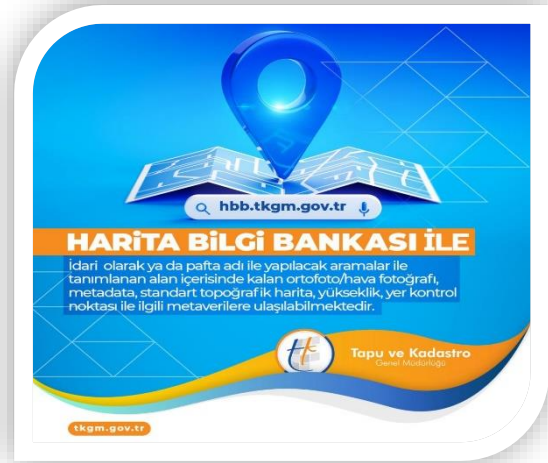 hbb.tkgm.gov.tr
HARİTA BİLGİ BANKASI İLE
İdari olarak ya da pafta adı ile yapılacak aramalar ile
tanımlanan alan içerisinde kalan ortofoto/hava fotoğrafı,
metadata, standart topoğrafik harita, yükseklik, yer kontrol
noktası ile ilgili metaverilere ulaşılabilmektedir.
Tapu ve Kadastro
Genel Müdürlüğü
tkgm.gov.tr